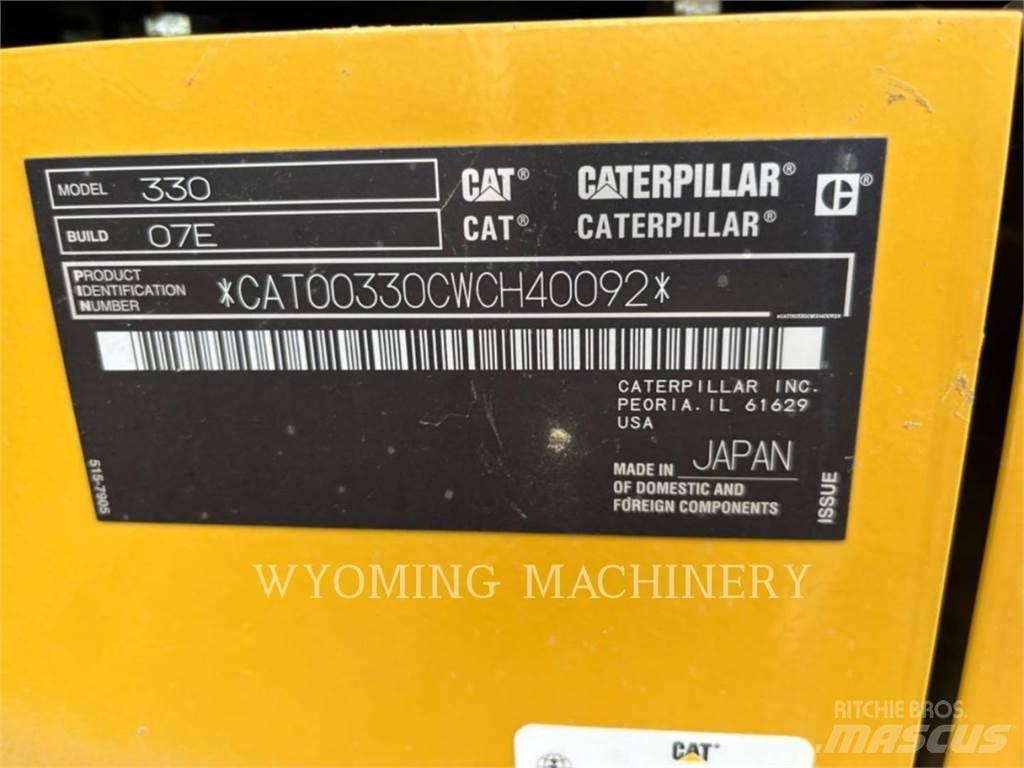 MODEL 330
CAT® CATERPILLAR®
BUILD 07E
CAT® CATERPILLAR®
PRODUCT
IDENTIFICATION
NUMBER
*CAT00330CWCH40092*
*CAT00330CWCH40092*
CATERPILLAR INC.
PEORIA. IL 61629
USA
MADE IN JAPAN
OF DOMESTIC AND
FOREIGN COMPONENTS
515-7905
ISSUE
WYOMING MACHINERY
CAT
RITCHIE BROS.
MASCUS